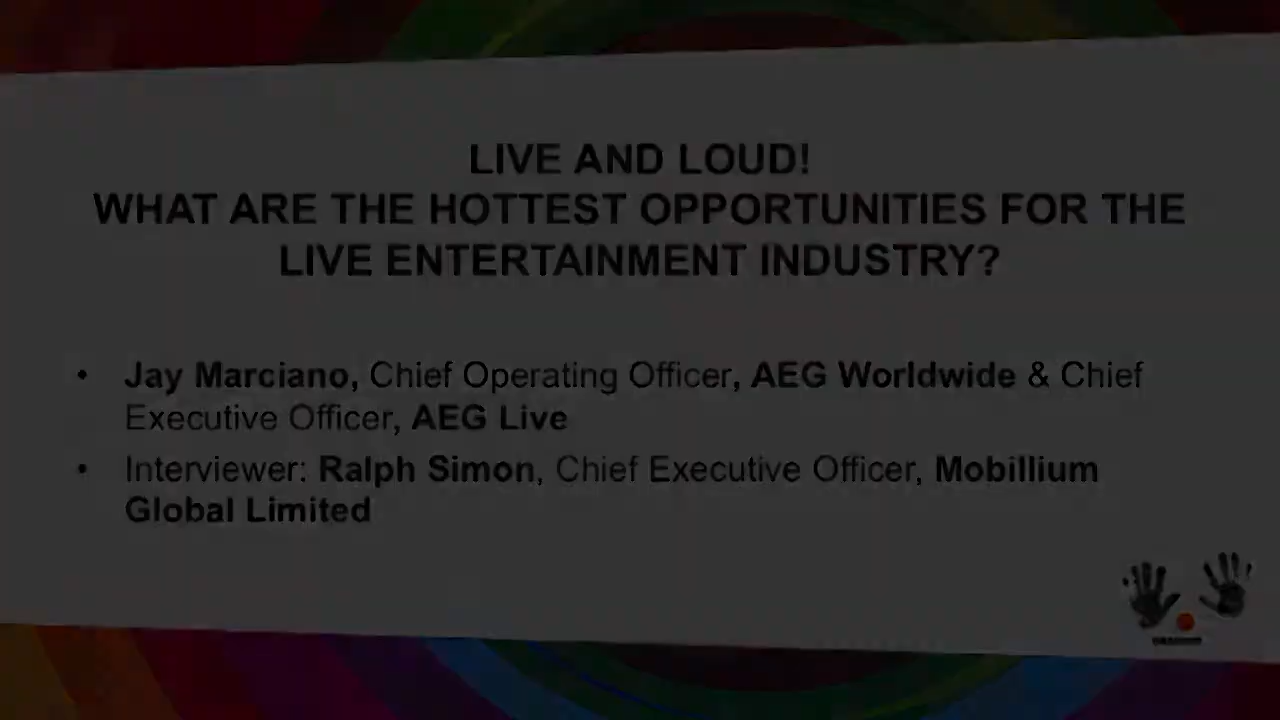 LIVE AND LOUD!
WHAT ARE THE HOTTEST OPPORTUNITIES FOR THE
LIVE ENTERTAINMENT INDUSTRY?
• Jay Marciano, Chief Operating Officer, AEG Worldwide & Chief
Executive Officer, AEG Live
• Interviewer: Ralph Simon, Chief Executive Officer, Mobillium
Global Limited